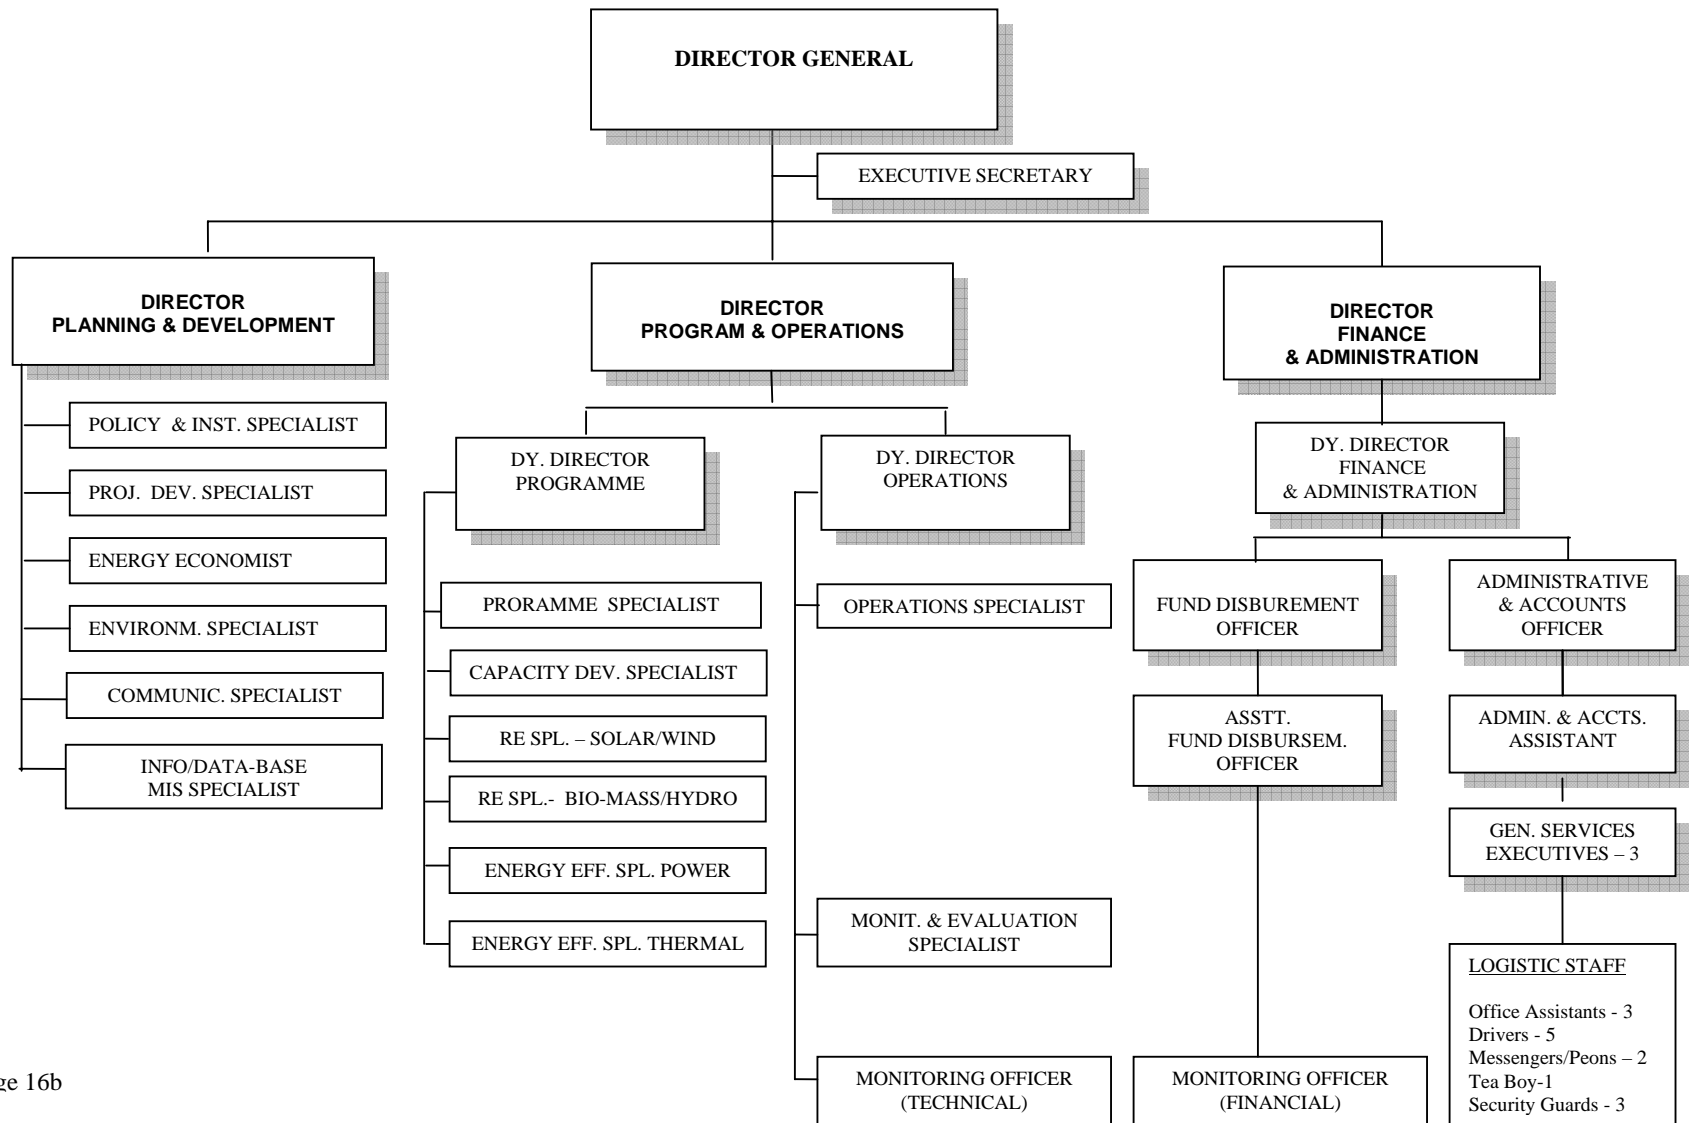 DIRECTOR GENERAL
EXECUTIVE SECRETARY
DIRECTOR
PLANNING & DEVELOPMENT
POLICY & INST. SPECIALIST
PROJ. DEV. SPECIALIST
ENERGY ECONOMIST
ENVIRONM. SPECIALIST
COMMUNIC. SPECIALIST
INFO/DATA-BASE
MIS SPECIALIST
DIRECTOR
PROGRAM & OPERATIONS
DY. DIRECTOR
PROGRAMME
PRORAMME SPECIALIST
CAPACITY DEV. SPECIALIST
RE SPL. – SOLAR/WIND
RE SPL.- BIO-MASS/HYDRO
ENERGY EFF. SPL. POWER
ENERGY EFF. SPL. THERMAL
DY. DIRECTOR
OPERATIONS
OPERATIONS SPECIALIST
MONIT. & EVALUATION
SPECIALIST
MONITORING OFFICER
(TECHNICAL)
DIRECTOR
FINANCE
& ADMINISTRATION
DY. DIRECTOR
FINANCE
& ADMINISTRATION
FUND DISBUREMENT
OFFICER
ASSTT.
FUND DISBURSEM.
OFFICER
MONITORING OFFICER
(FINANCIAL)
ADMINISTRATIVE
& ACCOUNTS
OFFICER
ADMIN. & ACCTS.
ASSISTANT
GEN. SERVICES
EXECUTIVES – 3
LOGISTIC STAFF
Office Assistants - 3
Drivers - 5
Messengers/Peons – 2
Tea Boy-1
Security Guards - 3
ge 16b